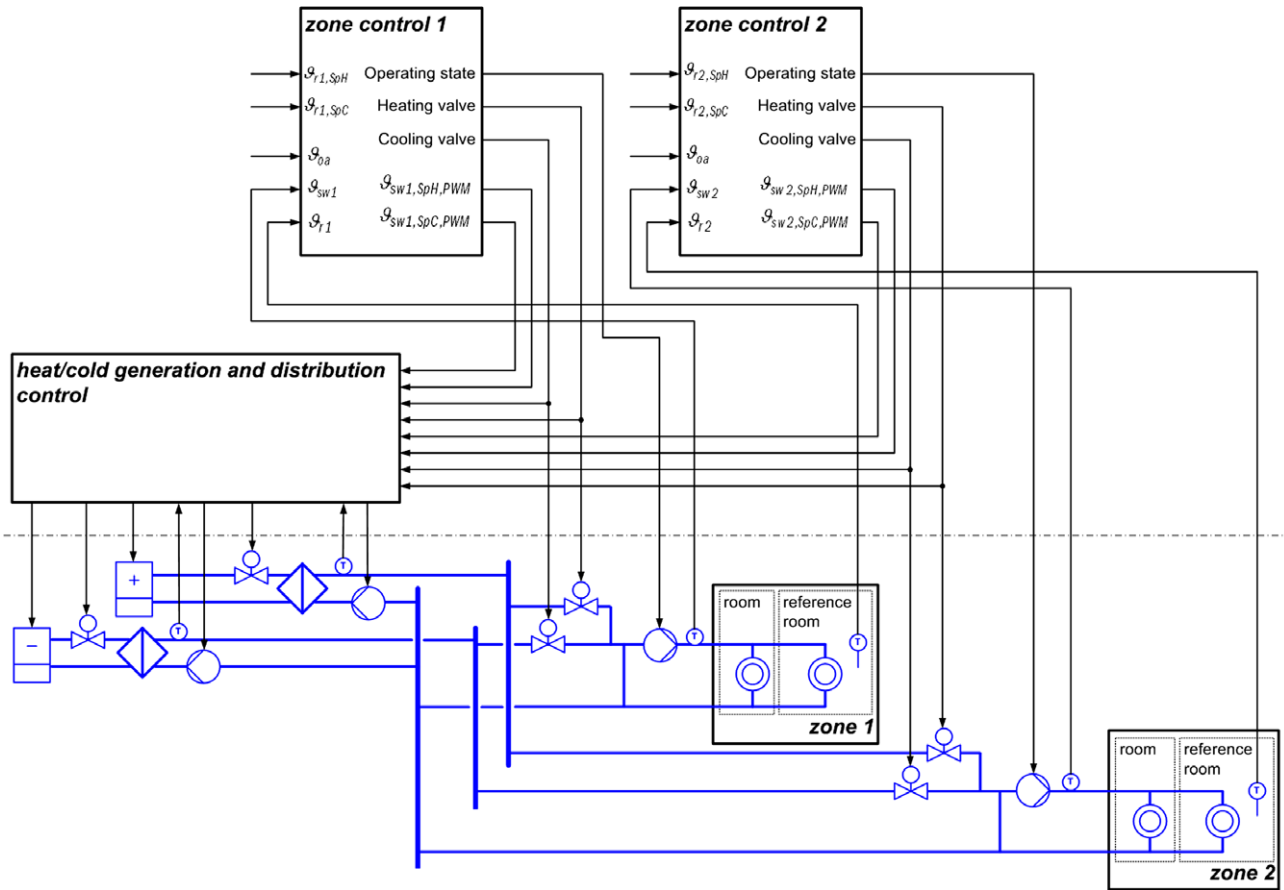 zone control 1
ϑr1,SpH
Operating state
ϑr1,SpC
Heating valve
Cooling valve
ϑoa
ϑsw1
ϑsw1,SpH,PWM
ϑr1
ϑsw1,SpC,PWM
zone control 2
ϑr2,SpH
Operating state
ϑr2,SpC
Heating valve
Cooling valve
ϑoa
ϑsw2
ϑsw2,SpH,PWM
ϑr2
ϑsw2,SpC,PWM
heat/cold generation and distribution
control
+
T
−
T
T
room
reference
room
T
zone 1
T
room
reference
room
T
zone 2